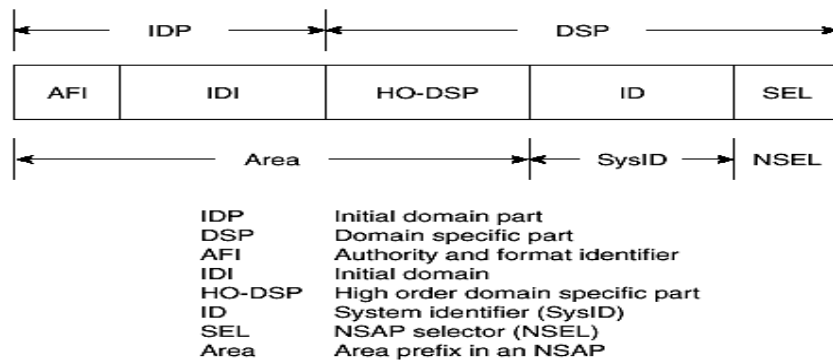 IDP DSP
AFI IDI HO-DSP ID SEL
Area SysID NSEL
IDP Initial domain part
DSP Domain specific part
AFI Authority and format identifier
IDI Initial domain
HO-DSP High order domain specific part
ID System identifier (SysID)
SEL NSAP selector (NSEL)
Area Area prefix in an NSAP